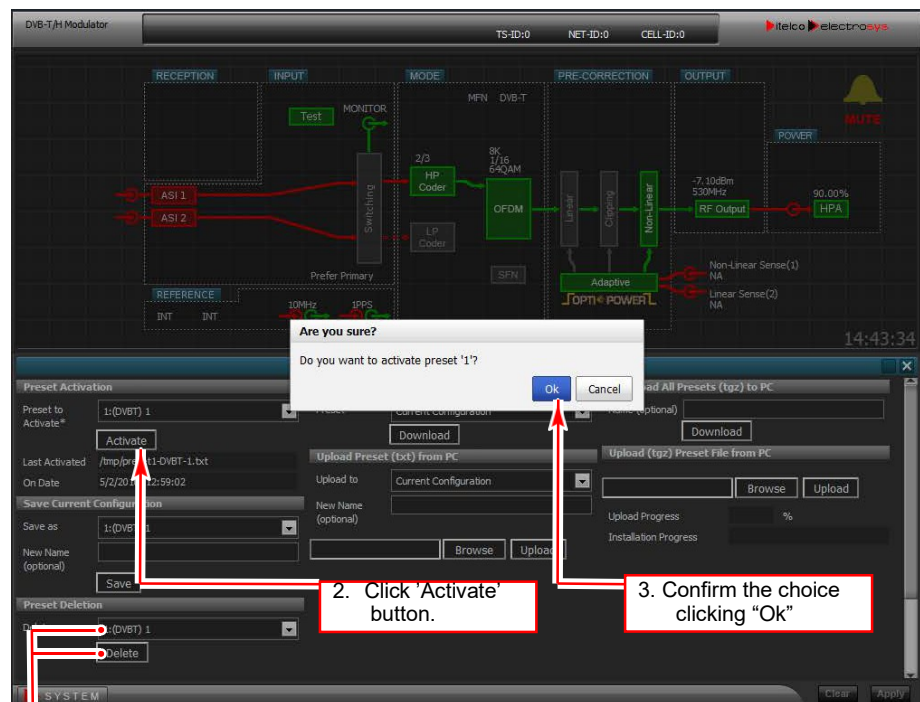 DVB-T/H Modulator
TS-ID:0 NET-ID:0 CELL-ID:0
itelco electrosys
RECEPTION INPUT MODE PRE-CORRECTION OUTPUT
MFN DVB-T
Test MONITOR
MUTE
POWER
2/3
HP Coder
8K
1/16
64QAM
OFDM
ASI 1
ASI 2
Switching
LP Coder
SFN
Linear
Clipping
Non-Linear
-7.10dBm
530MHz
RF Output
90.00%
HPA
Prefer Primary
Adaptive
OPTI POWER
Non-Linear Sense(1)
NA
Linear Sense(2)
NA
REFERENCE
INT INT
10MHz 1PPS
14:43:34
Are you sure?
Do you want to activate preset '1'?
Ok Cancel
X
Preset Activation
Preset to Activate*
1:(DVBT) 1
Activate
Last Activated
On Date
Save Current Configuration
Save as
1:(DVBT) 1
New Name
(optional)
Save
Preset Deletion
1:(DVBT) 1
Delete
Current Configuration
Download
Upload Preset (txt) from PC
Upload to
Current Configuration
New Name
(optional)
Browse Upload
All Presets (tgz) to PC
(optional)
Download
Upload (tgz) Preset File from PC
Browse Upload
Upload Progress %
Installation Progress
2. Click ’Activate’
button.
3. Confirm the choice
clicking “Ok”
SYSTEM
Clear Apply